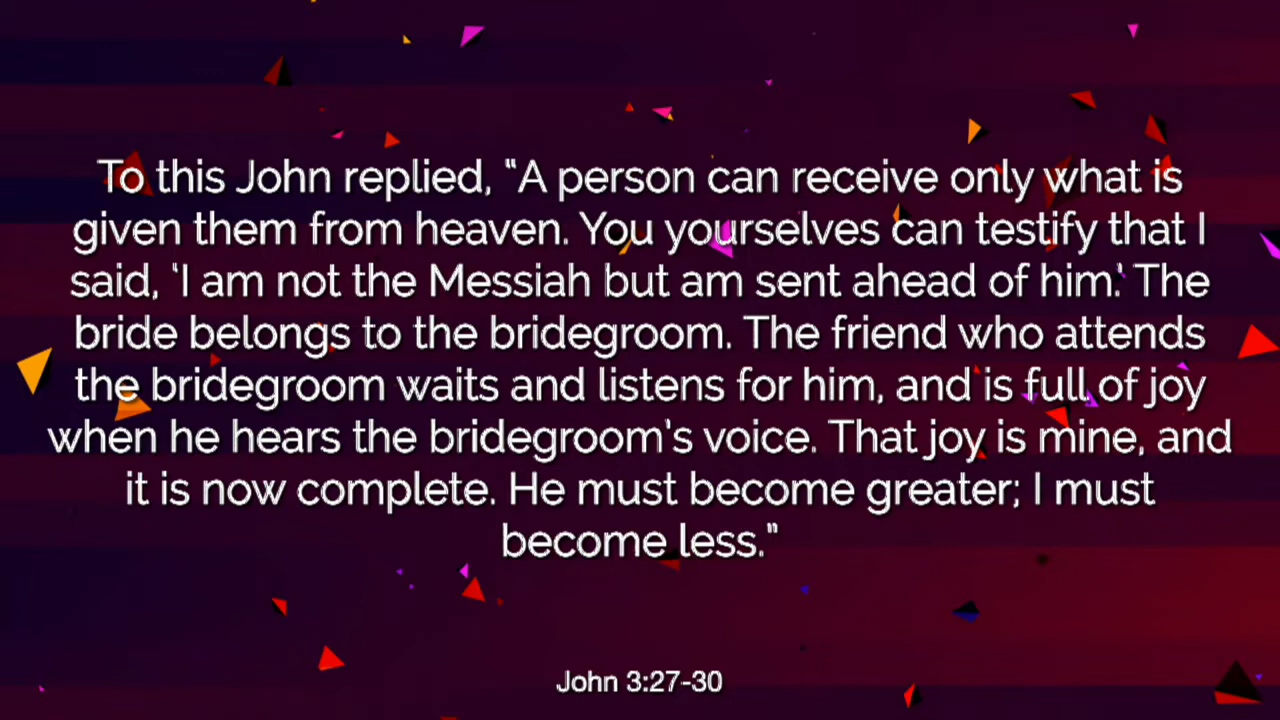 To this John replied, “A person can receive only what is
given them from heaven. You yourselves can testify that I
said, ‘I am not the Messiah but am sent ahead of him.’ The
bride belongs to the bridegroom. The friend who attends
the bridegroom waits and listens for him, and is full of joy
when he hears the bridegroom's voice. That joy is mine, and
it is now complete. He must become greater; I must
become less.”
John 3:27-30